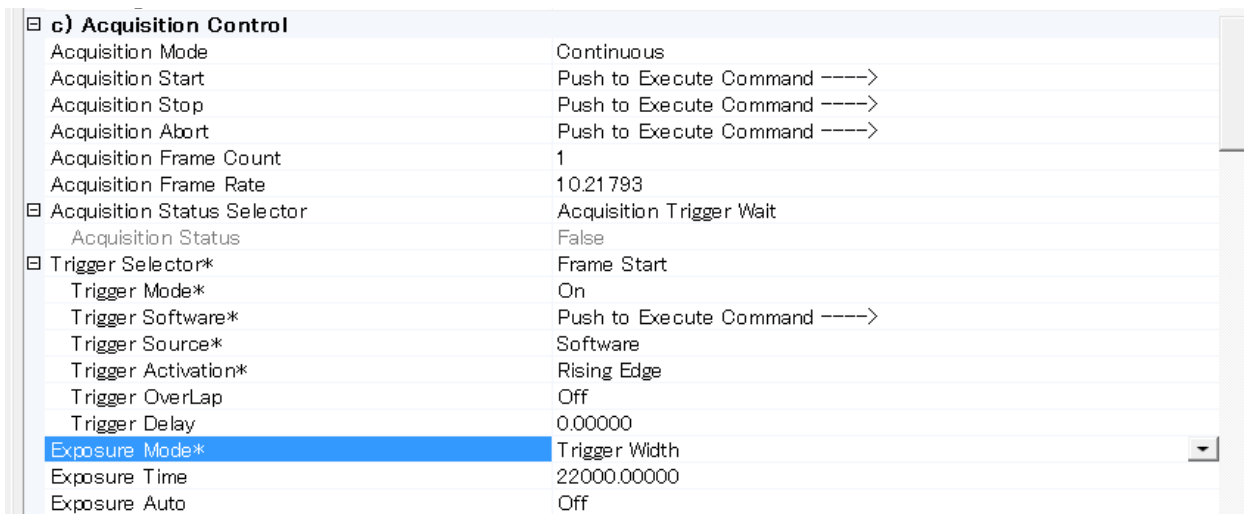 c) Acquisition Control
Acquisition Mode Continuous
Acquisition Start Push to Execute Command ---->
Acquisition Stop Push to Execute Command ---->
Acquisition Abort Push to Execute Command ---->
Acquisition Frame Count 1
Acquisition Frame Rate 10.21793
Acquisition Status Selector Acquisition Trigger Wait
Acquisition Status False
Trigger Selector* Frame Start
Trigger Mode* On
Trigger Software* Push to Execute Command ---->
Trigger Source* Software
Trigger Activation* Rising Edge
Trigger OverLap Off
Trigger Delay 0.00000
Exposure Mode* Trigger Width
Exposure Time 22000.00000
Exposure Auto Off